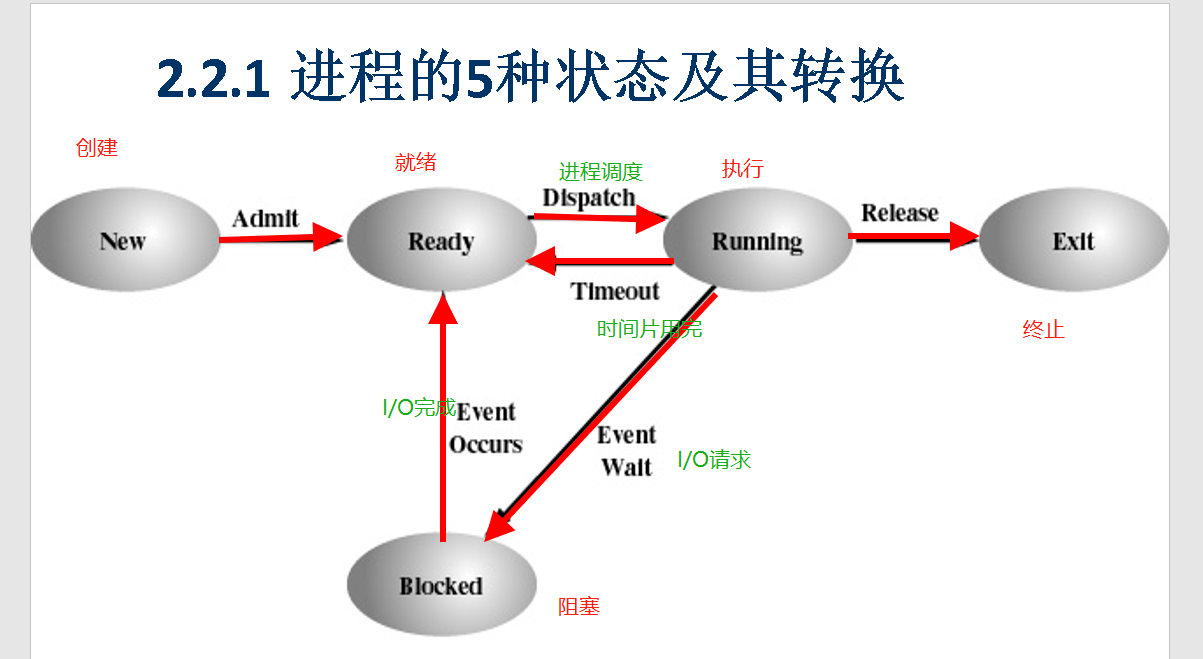 2.2.1 进程的5种状态及其转换
创建
就绪
进程调度
执行
Admit
Dispatch
Release
New
Ready
Running
Exit
Timeout
时间片用完
终止
I/O完成
Event
Occurs
Event
Wait
I/O请求
Blocked
阻塞